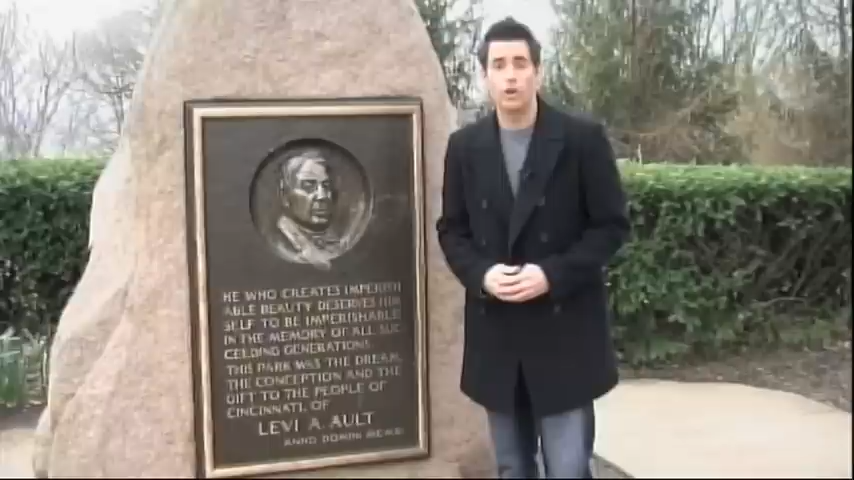 HE WHO CREATES IMPERISH
ABLE BEAUTY DESERVES HIM
SELF TO BE IMPERISHABLE
IN THE MEMORY OF ALL SUC
CEEDING GENERATIONS.
THIS PARK WAS THE DREAM,
THE CONCEPTION AND THE
GIFT TO THE PEOPLE OF
CINCINNATI, OF
LEVI A. AULT
ANNO DOMINI